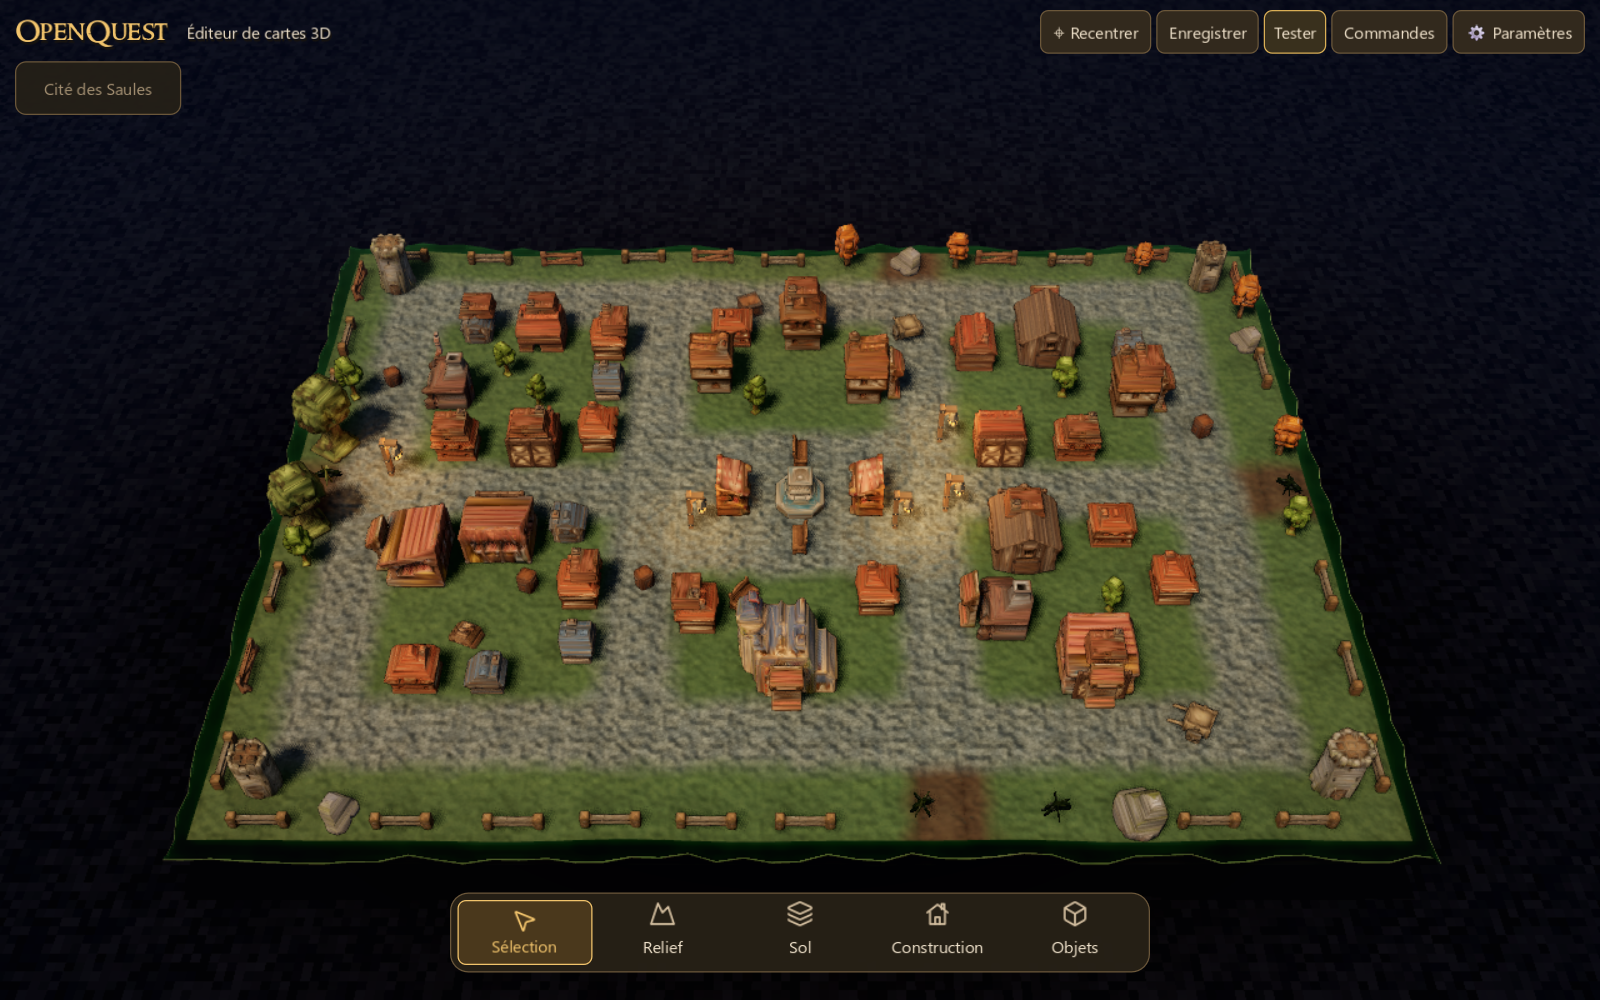 OpenQuest Éditeur de cartes 3D
Recentrer Enregistrer Tester Commandes Paramètres
Cité des Saules
Sélection Relief Sol Construction Objets